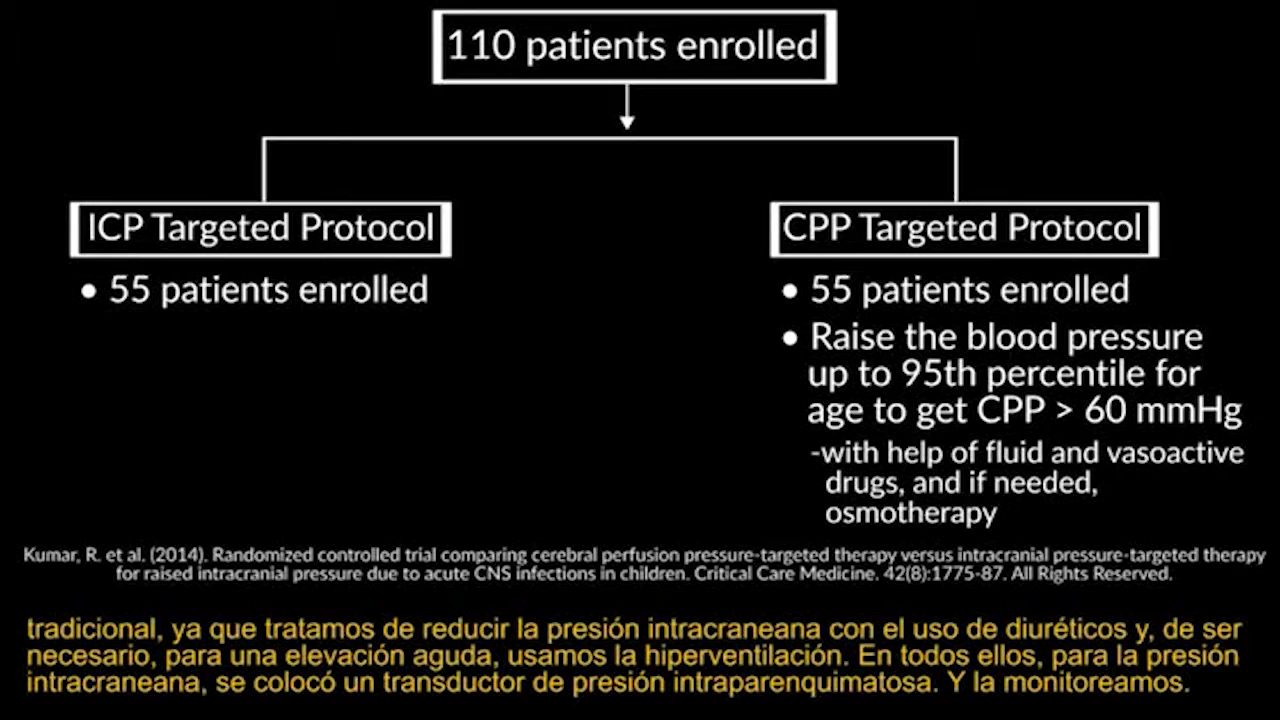 110 patients enrolled
ICP Targeted Protocol
• 55 patients enrolled
CPP Targeted Protocol
• 55 patients enrolled
• Raise the blood pressure
up to 95th percentile for
age to get CPP > 60 mmHg
-with help of fluid and vasoactive
drugs, and if needed,
osmotherapy
Kumar, R. et al. (2014). Randomized controlled trial comparing cerebral perfusion pressure-targeted therapy versus intracranial pressure-targeted therapy
for raised intracranial pressure due to acute CNS infections in children. Critical Care Medicine. 42(8):1775-87. All Rights Reserved.
tradicional, ya que tratamos de reducir la presión intracraneana con el uso de diuréticos y, de ser
necesario, para una elevación aguda, usamos la hiperventilación. En todos ellos, para la presión
intracraneana, se colocó un transductor de presión intraparenquimatosa. Y la monitoreamos.